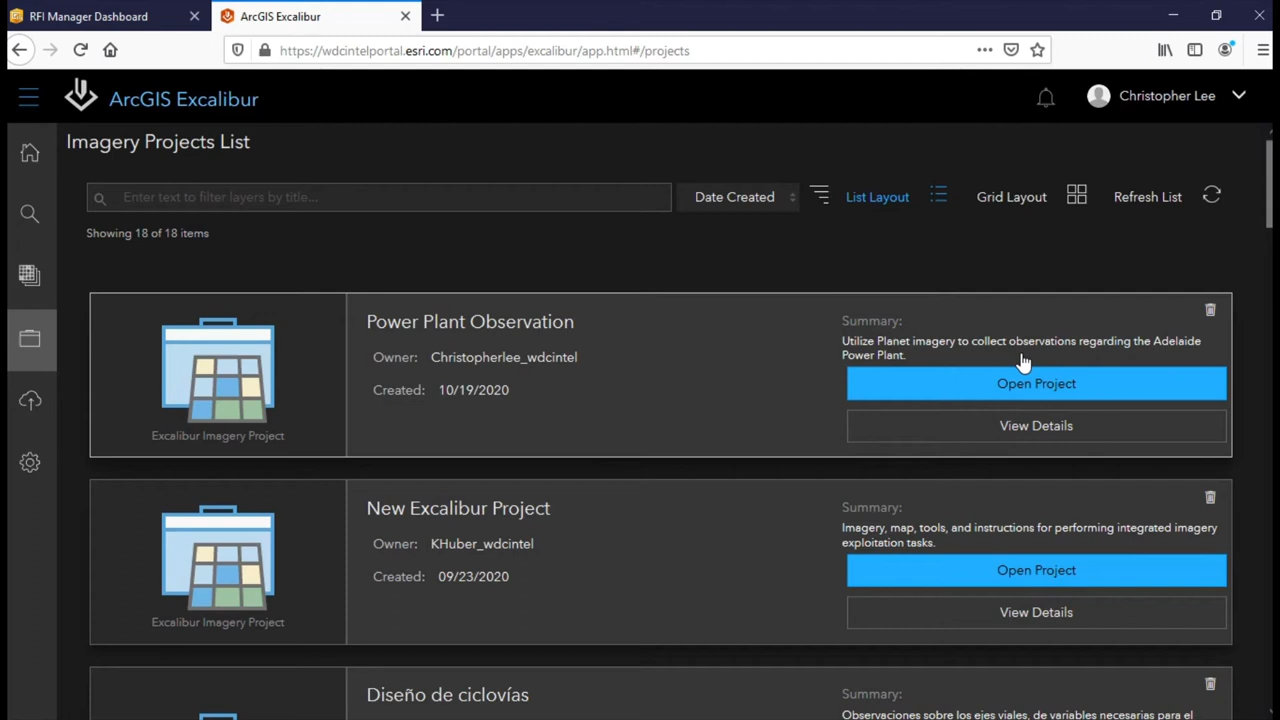 RFI Manager Dashboard
ArcGIS Excalibur
https://wdcintelportal.esri.com/portal/apps/excalibur/app.html#/projects
ArcGIS Excalibur
Christopher Lee
Imagery Projects List
Enter text to filter layers by title...
Date Created
List Layout
Grid Layout
Refresh List
Showing 18 of 18 items
Excalibur Imagery Project
Power Plant Observation
Owner: Christopherlee_wdcintel
Created: 10/19/2020
Summary:
Utilize Planet imagery to collect observations regarding the Adelaide
Power Plant.
Open Project
View Details
Excalibur Imagery Project
New Excalibur Project
Owner: KHuber_wdcintel
Created: 09/23/2020
Summary:
Imagery, map, tools, and instructions for performing integrated imagery
exploitation tasks.
Open Project
View Details
Diseño de ciclovías
Summary:
Observaciones sobre los ejes viales, de variables necesarias para el